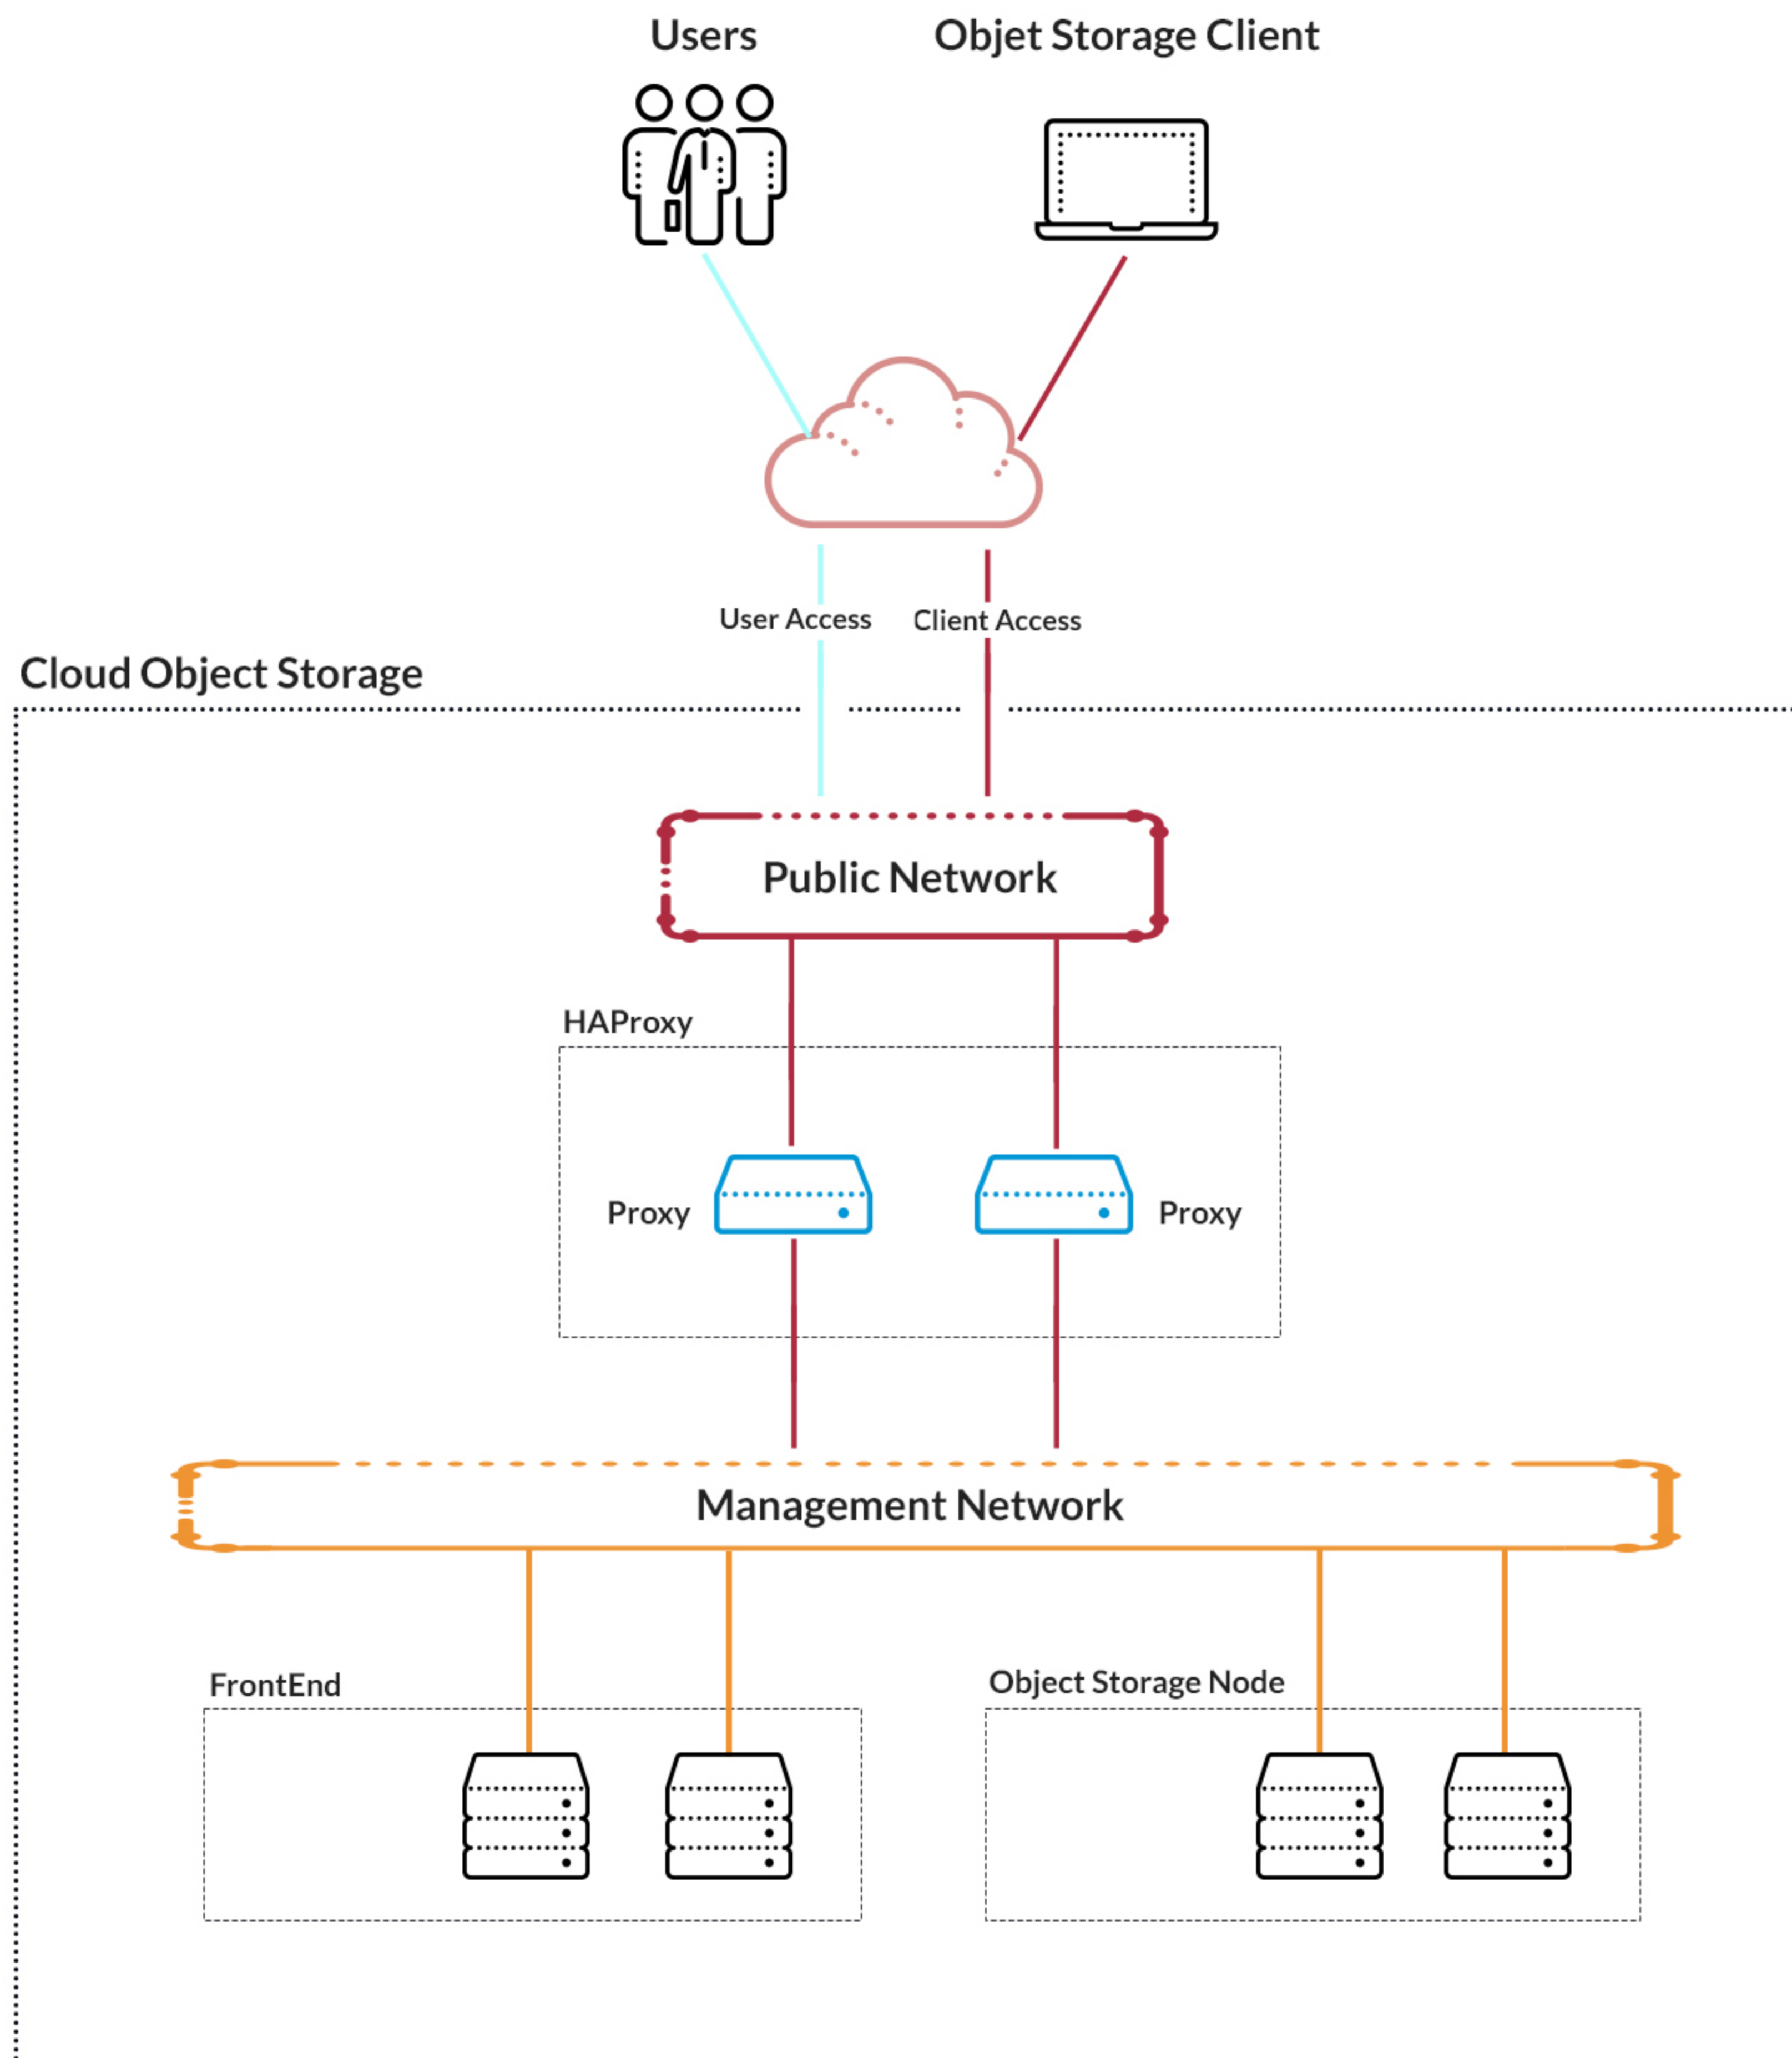 Users
Objet Storage Client
User Access
Client Access
Cloud Object Storage
Public Network
HAProxy
Proxy
Proxy
Management Network
FrontEnd
Object Storage Node